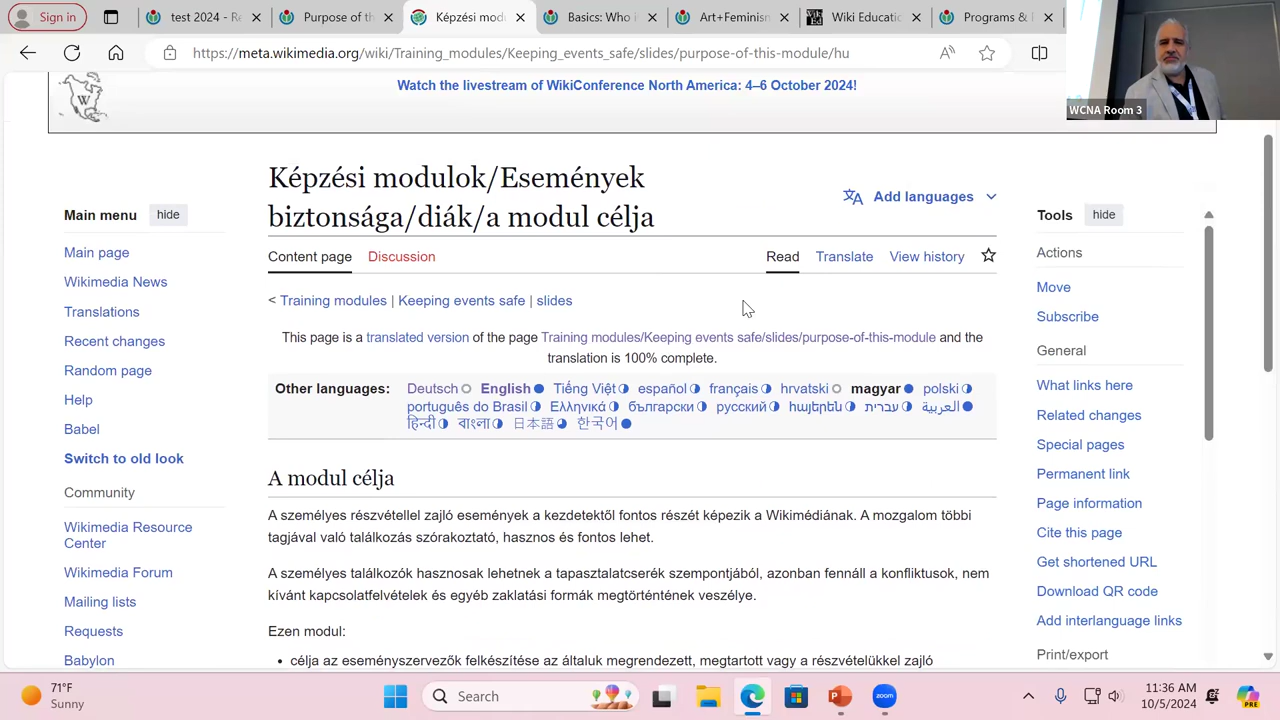 Sign in
test 2024 - Re
Purpose of th
Képzési modu
Basics: Who i
Art+Feminism
Wiki Educatio
Programs &
https://meta.wikimedia.org/wiki/Training_modules/Keeping_events_safe/slides/purpose-of-this-module/hu
WCNA Room 3
Watch the livestream of WikiConference North America: 4–6 October 2024!
Képzési modulok/Események
biztonsága/diák/a modul célja
Add languages
Main menu hide
Main page
Wikimedia News
Translations
Recent changes
Random page
Help
Babel
Switch to old look
Community
Wikimedia Resource
Center
Wikimedia Forum
Mailing lists
Requests
Babylon
Content page Discussion Read Translate View history
< Training modules | Keeping events safe | slides
This page is a translated version of the page Training modules/Keeping events safe/slides/purpose-of-this-module and the
translation is 100% complete.
Other languages: Deutsch English Tiếng Việt español français hrvatski magyar polski
português do Brasil Ελληνικά български русский հայերեն עברית العربية
हिन्दी বাংলা 日本語 한국어
A modul célja
A személyes részvétellel zajló események a kezdetektől fontos részét képezik a Wikimédiának. A mozgalom többi
tagjával való találkozás szórakoztató, hasznos és fontos lehet.
A személyes találkozók hasznosak lehetnek a tapasztalatcserék szempontjából, azonban fennáll a konfliktusok, nem
kívánt kapcsolatfelvételek és egyéb zaklatási formák megtörténtének veszélye.
Ezen modul:
• célja az eseményszervezők felkészítése az általuk megrendezett, megtartott vagy a részvételükkel zajló
Tools hide
Actions
Move
Subscribe
General
What links here
Related changes
Special pages
Permanent link
Page information
Cite this page
Get shortened URL
Download QR code
Add interlanguage links
Print/export
71°F
Sunny
Search
zoom
PRE
11:36 AM
10/5/2024